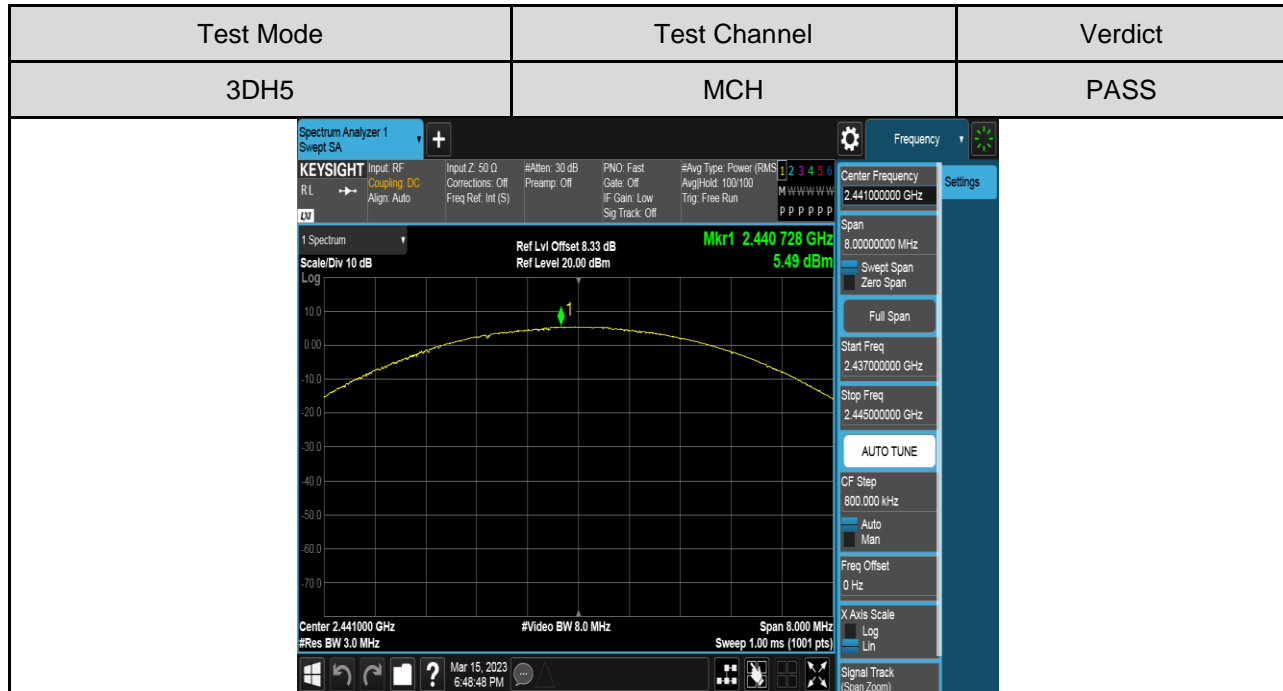 Test Mode Test Channel Verdict
3DH5 MCH PASS
Spectrum Analyzer 1
Swept SA
+
Frequency
KEYSIGHT
RL
LXI
Input: RF
Coupling: DC
Align: Auto
Input Z: 50 Ω
Corrections: Off
Freq Ref: Int (S)
#Atten: 30 dB
Preamp: Off
PNO: Fast
Gate: Off
IF Gain: Low
Sig Track: Off
#Avg Type: Power (RMS
Avg|Hold: 100/100
Trig: Free Run
1 2 3 4 5 6
M W W W W W
P P P P P P
1 Spectrum
Scale/Div 10 dB
Log
Ref Lvl Offset 8.33 dB
Ref Level 20.00 dBm
Mkr1 2.440 728 GHz
5.49 dBm
1
10.0
0.00
-10.0
-20.0
-30.0
-40.0
-50.0
-60.0
-70.0
Center 2.441000 GHz
#Res BW 3.0 MHz
#Video BW 8.0 MHz
Span 8.000 MHz
Sweep 1.00 ms (1001 pts)
?
Mar 15, 2023
6:48:48 PM
Center Frequency
2.441000000 GHz
Span
8.00000000 MHz
Swept Span
Zero Span
Full Span
Start Freq
2.437000000 GHz
Stop Freq
2.445000000 GHz
AUTO TUNE
CF Step
800.000 kHz
Auto
Man
Freq Offset
0 Hz
X Axis Scale
Log
Lin
Signal Track
(Span Zoom)
Settings